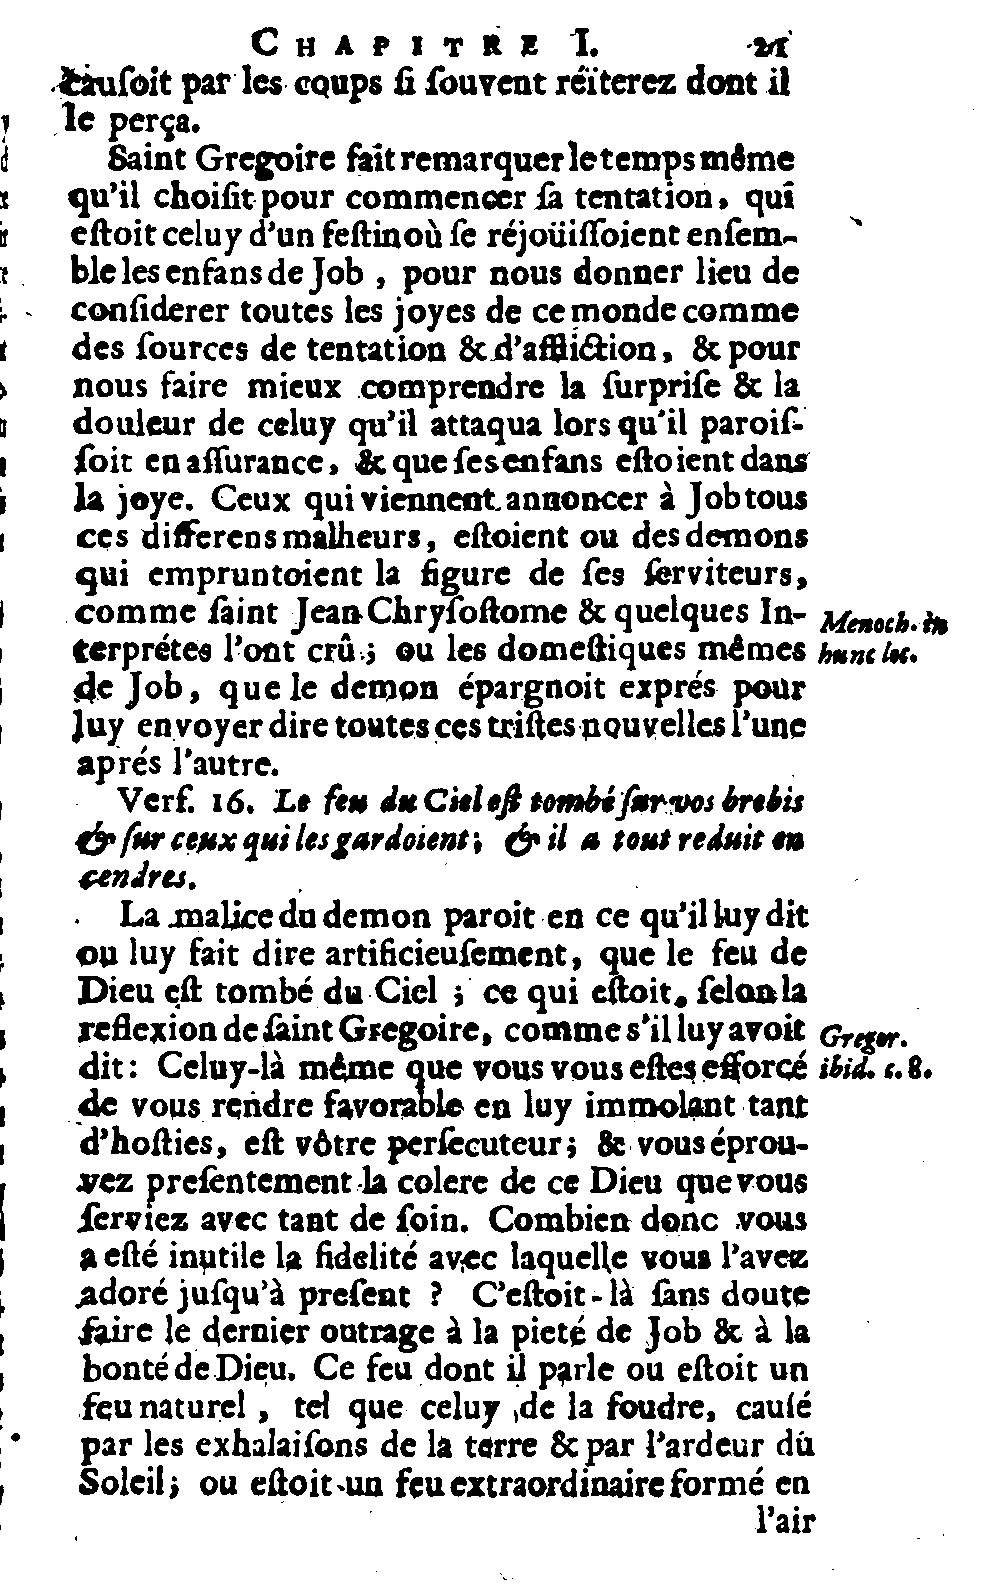 CHAPITRE I. 21
causoit par les coups si souvent réïterez dont il
le perça.
Saint Gregoire fait remarquer le temps même
qu'il choisit pour commencer sa tentation, qui
estoit celuy d'un festin où se réjoüissoient ensem-
ble les enfans de Job, pour nous donner lieu de
considerer toutes les joyes de ce monde comme
des sources de tentation & d'affliction, & pour
nous faire mieux comprendre la surprise & la
douleur de celuy qu'il attaqua lors qu'il parois-
soit en assurance, & que ses enfans estoient dans
la joye. Ceux qui viennent annoncer à Job tous
ces differens malheurs, estoient ou des demons
qui empruntoient la figure de ses serviteurs,
comme saint Jean Chrysostome & quelques In-
terprétes l'ont crû; ou les domestiques mêmes
de Job, que le demon épargnoit exprés pour
luy envoyer dire toutes ces tristes nouvelles l'une
aprés l'autre.
Menoch. in
hunc loc.
Vers. 16. Le feu du Ciel est tombé sur vos brebis
& sur ceux qui les gardoient; & il a tout reduit en
cendres.
La malice du demon paroit en ce qu'il luy dit
ou luy fait dire artificieusement, que le feu de
Dieu est tombé du Ciel; ce qui estoit, selon la
reflexion de saint Gregoire, comme s'il luy avoit
dit: Celuy-là même que vous vous estes efforcé
de vous rendre favorable en luy immolant tant
d'hosties, est vôtre persecuteur; & vous éprou-
vez presentement la colere de ce Dieu que vous
serviez avec tant de soin. Combien donc vous
a esté inutile la fidelité avec laquelle vous l'avez
adoré jusqu'à present? C'estoit-là sans doute
faire le dernier outrage à la pieté de Job & à la
bonté de Dieu. Ce feu dont il parle ou estoit un
feu naturel, tel que celuy de la foudre, causé
par les exhalaisons de la terre & par l'ardeur du
Soleil; ou estoit un feu extraordinaire formé en
l'air
Gregor.
ibid. c. 8.